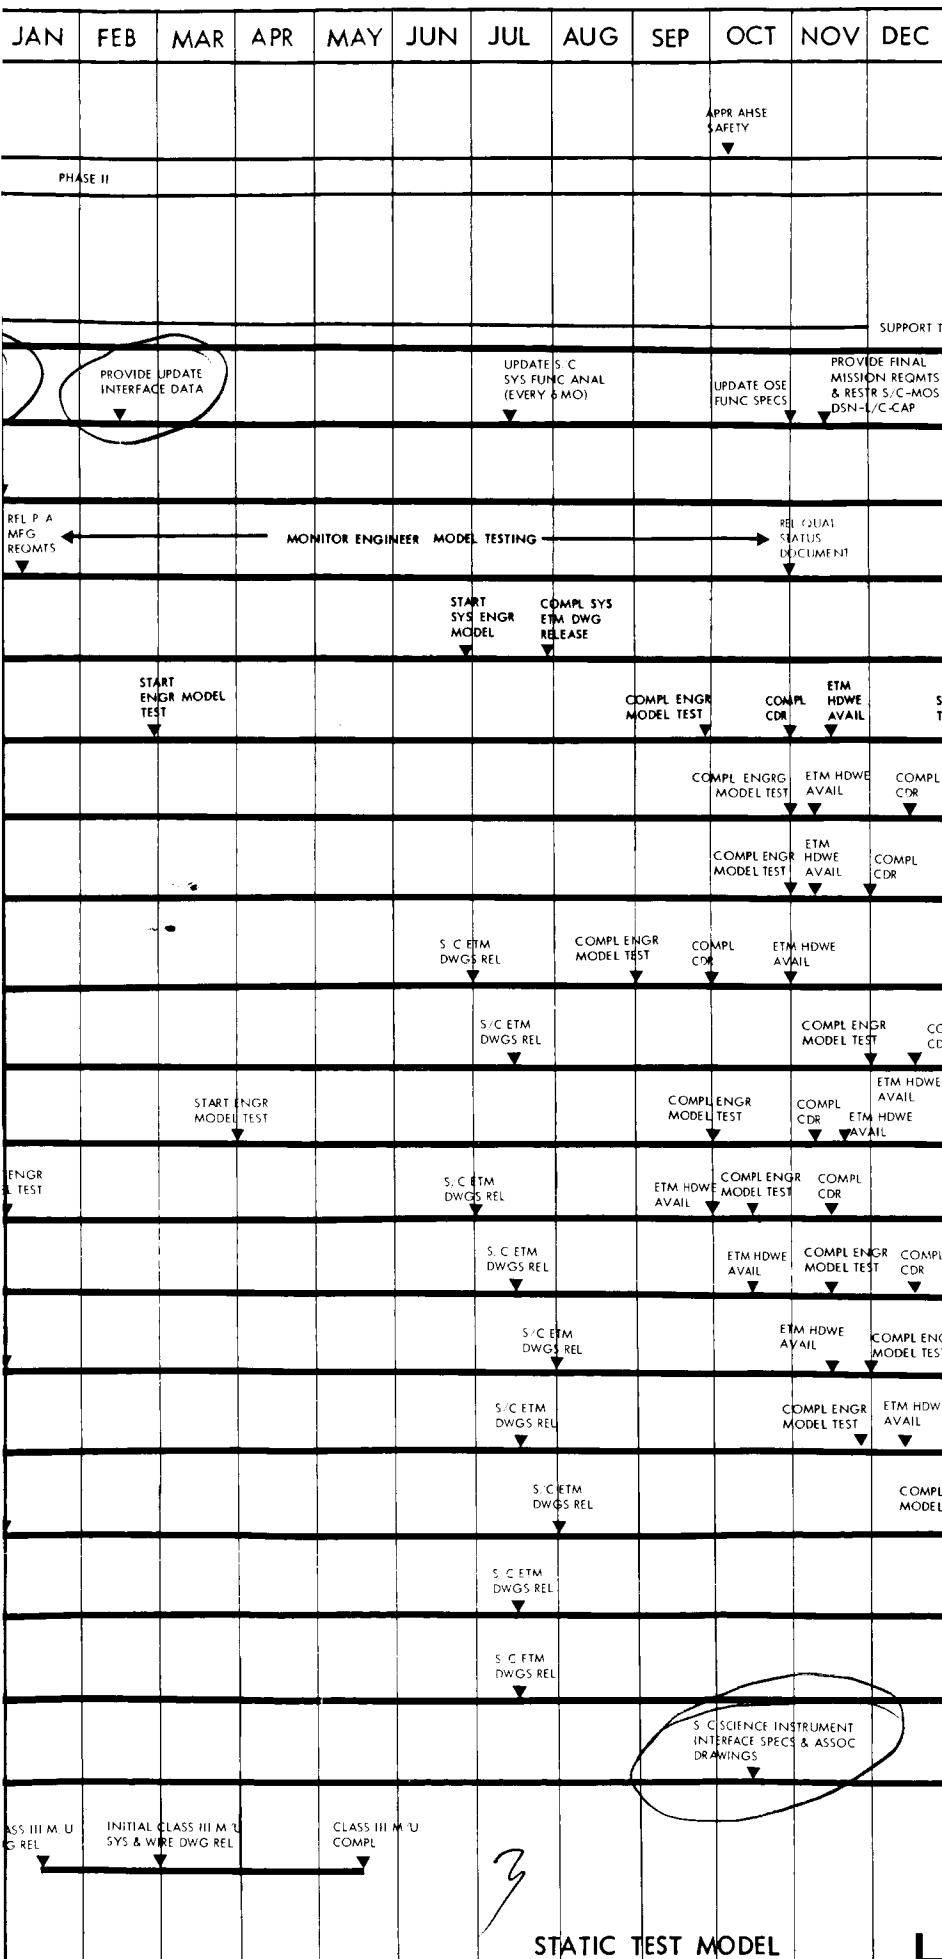 JAN FEB MAR APR MAY JUN JUL AUG SEP OCT NOV DEC
APPR AHSE
SAFETY
PHASE II
SUPPORT T
PROVIDE UPDATE
INTERFACE DATA
UPDATE S/C
SYS FUNC ANAL
(EVERY 6 MO)
UPDATE OSE
FUNC SPECS
PROVIDE FINAL
MISSION REQMTS
& RESTR S/C-MOS
DSN-L/C-CAP
REL P A
MFG
REQMTS
MONITOR ENGINEER MODEL TESTING
REL QUAL
STATUS
DOCUMENT
START
SYS ENGR
MODEL
COMPL SYS
ETM DWG
RELEASE
START
ENGR MODEL
TEST
COMPL ENGR
MODEL TEST
COMPL
CDR
ETM
HDWE
AVAIL
S
T
COMPL ENGRG
MODEL TEST
ETM HDWE
AVAIL
COMPL
CDR
COMPL ENGR
MODEL TEST
ETM
HDWE
AVAIL
COMPL
CDR
S C ETM
DWGS REL
COMPL ENGR
MODEL TEST
COMPL
CDR
ETM HDWE
AVAIL
S/C ETM
DWGS REL
COMPL ENGR
MODEL TEST
CO
CD
START ENGR
MODEL TEST
COMPL ENGR
MODEL TEST
COMPL
CDR
ETM HDWE
AVAIL
ETM HDWE
AVAIL
ENGR
L TEST
S/C ETM
DWGS REL
ETM HDWE
AVAIL
COMPL ENGR
MODEL TEST
COMPL
CDR
S/C ETM
DWGS REL
ETM HDWE
AVAIL
COMPL ENGR
MODEL TEST
COMPL
CDR
S/C ETM
DWGS REL
ETM HDWE
AVAIL
COMPL ENG
MODEL TES
S/C ETM
DWGS REL
COMPL ENGR
MODEL TEST
ETM HDW
AVAIL
S/C ETM
DWGS REL
COMPL
MODEL
S C ETM
DWGS REL
S C ETM
DWGS REL
S C SCIENCE INSTRUMENT
INTERFACE SPECS & ASSOC
DRAWINGS
ASS III M/U
G REL
INITIAL CLASS III M/U
SYS & WIRE DWG REL
CLASS III M/U
COMPL
3
STATIC TEST MODEL